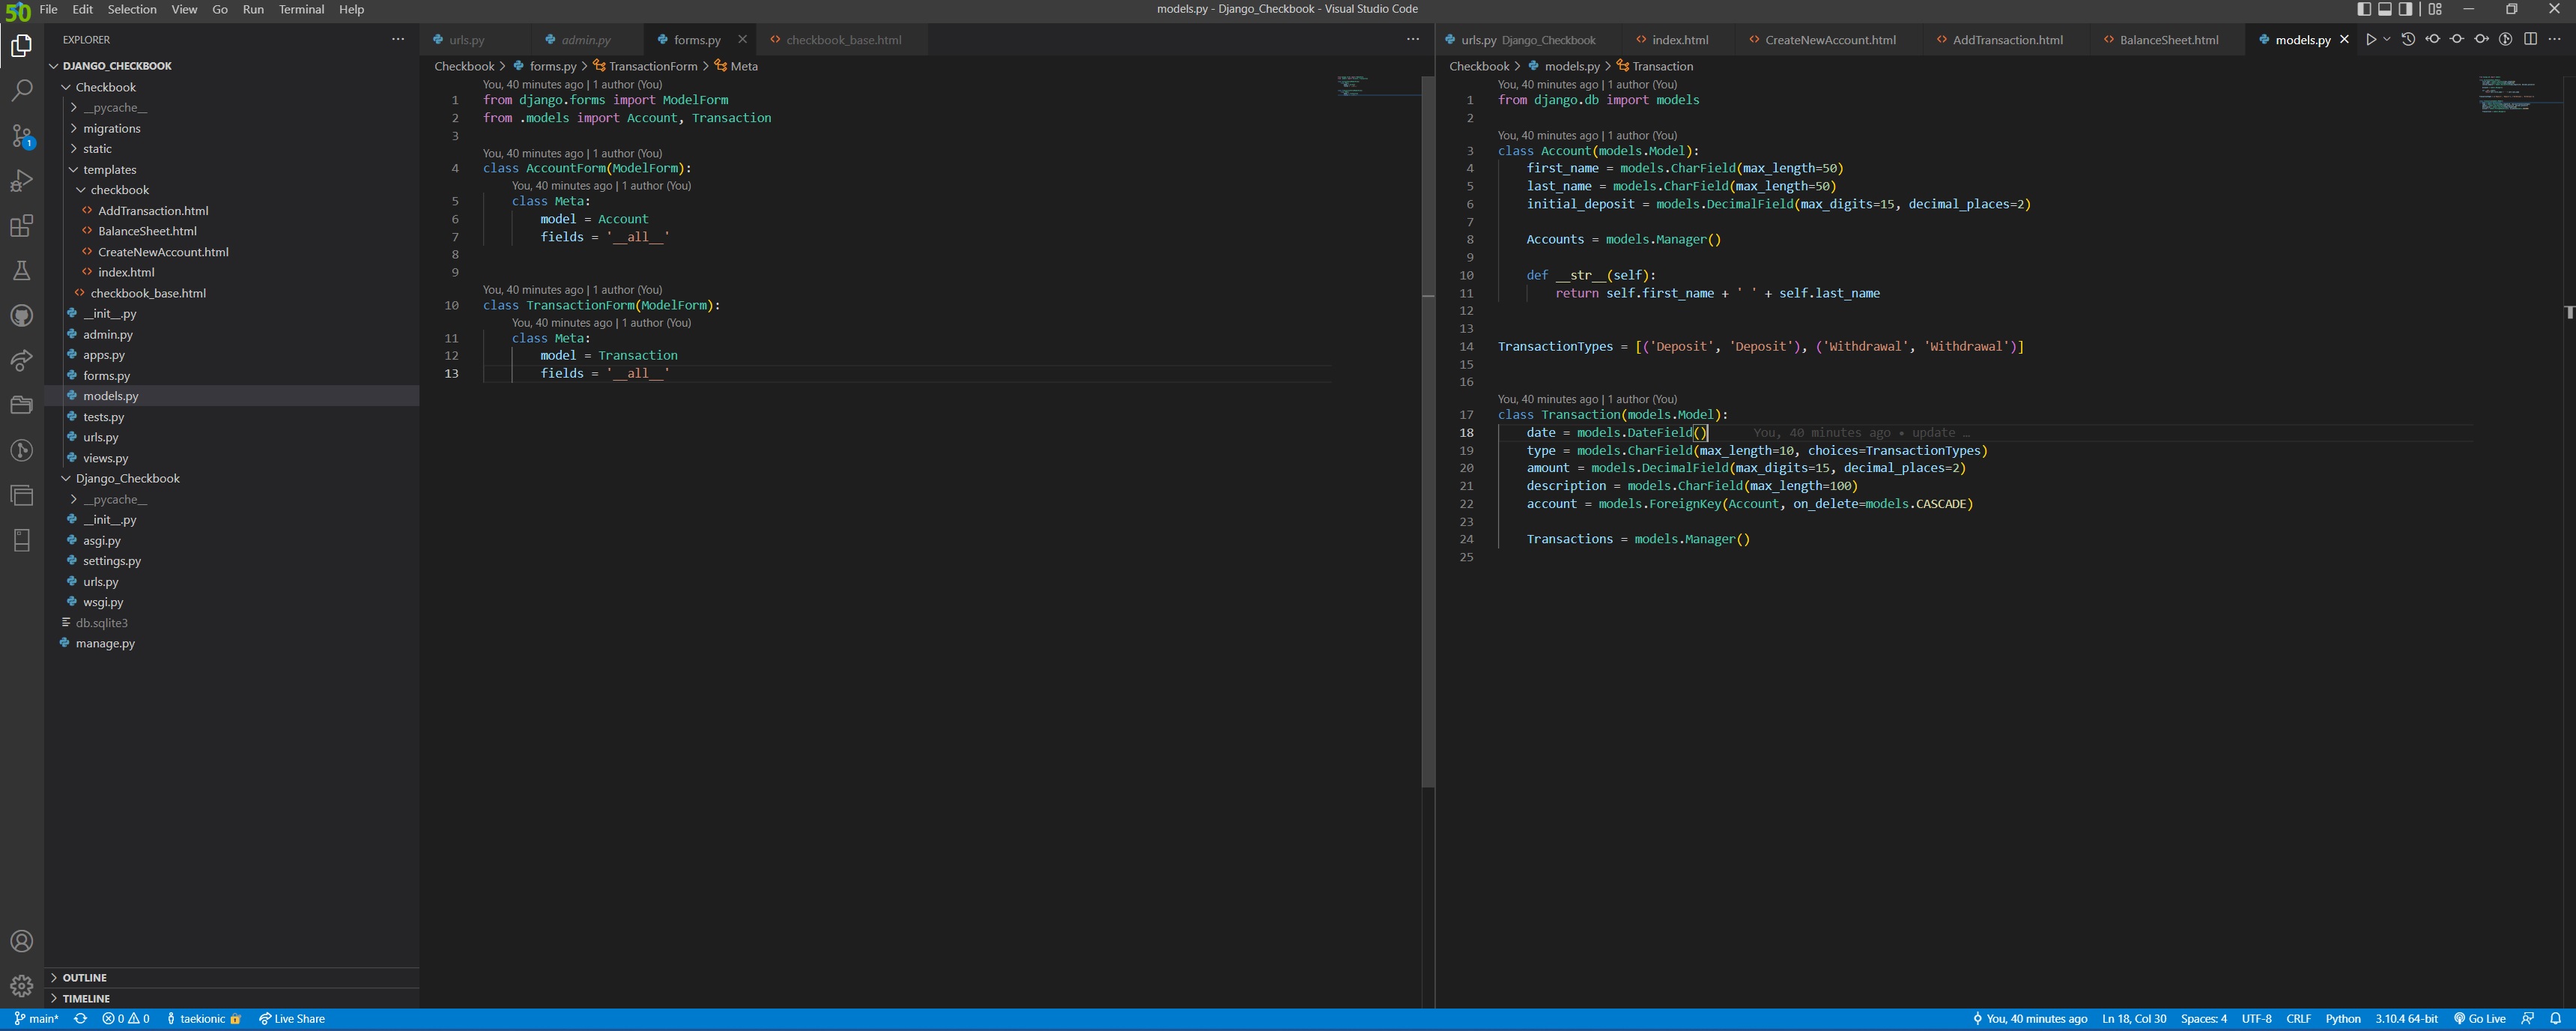 50 File Edit Selection View Go Run Terminal Help
models.py - Django_Checkbook - Visual Studio Code
EXPLORER
DJANGO_CHECKBOOK
Checkbook
__pycache__
migrations
static
templates
checkbook
AddTransaction.html
BalanceSheet.html
CreateNewAccount.html
index.html
checkbook_base.html
__init__.py
admin.py
apps.py
forms.py
models.py
tests.py
urls.py
views.py
Django_Checkbook
__pycache__
__init__.py
asgi.py
settings.py
urls.py
wsgi.py
db.sqlite3
manage.py
OUTLINE
TIMELINE
1
urls.py admin.py forms.py checkbook_base.html
Checkbook > forms.py > TransactionForm > Meta
You, 40 minutes ago | 1 author (You)
1 from django.forms import ModelForm
2 from .models import Account, Transaction
3
You, 40 minutes ago | 1 author (You)
4 class AccountForm(ModelForm):
You, 40 minutes ago | 1 author (You)
5 class Meta:
6 model = Account
7 fields = '__all__'
8
9
You, 40 minutes ago | 1 author (You)
10 class TransactionForm(ModelForm):
You, 40 minutes ago | 1 author (You)
11 class Meta:
12 model = Transaction
13 fields = '__all__'
urls.py Django_Checkbook index.html CreateNewAccount.html AddTransaction.html BalanceSheet.html models.py
Checkbook > models.py > Transaction
You, 40 minutes ago | 1 author (You)
1 from django.db import models
2
You, 40 minutes ago | 1 author (You)
3 class Account(models.Model):
4 first_name = models.CharField(max_length=50)
5 last_name = models.CharField(max_length=50)
6 initial_deposit = models.DecimalField(max_digits=15, decimal_places=2)
7
8 Accounts = models.Manager()
9
10 def __str__(self):
11 return self.first_name + ' ' + self.last_name
12
13
14 TransactionTypes = [('Deposit', 'Deposit'), ('Withdrawal', 'Withdrawal')]
15
16
You, 40 minutes ago | 1 author (You)
17 class Transaction(models.Model):
18 date = models.DateField() You, 40 minutes ago • update …
19 type = models.CharField(max_length=10, choices=TransactionTypes)
20 amount = models.DecimalField(max_digits=15, decimal_places=2)
21 description = models.CharField(max_length=100)
22 account = models.ForeignKey(Account, on_delete=models.CASCADE)
23
24 Transactions = models.Manager()
25
main* 0 0 taekionic Live Share
You, 40 minutes ago Ln 18, Col 30 Spaces: 4 UTF-8 CRLF Python 3.10.4 64-bit Go Live